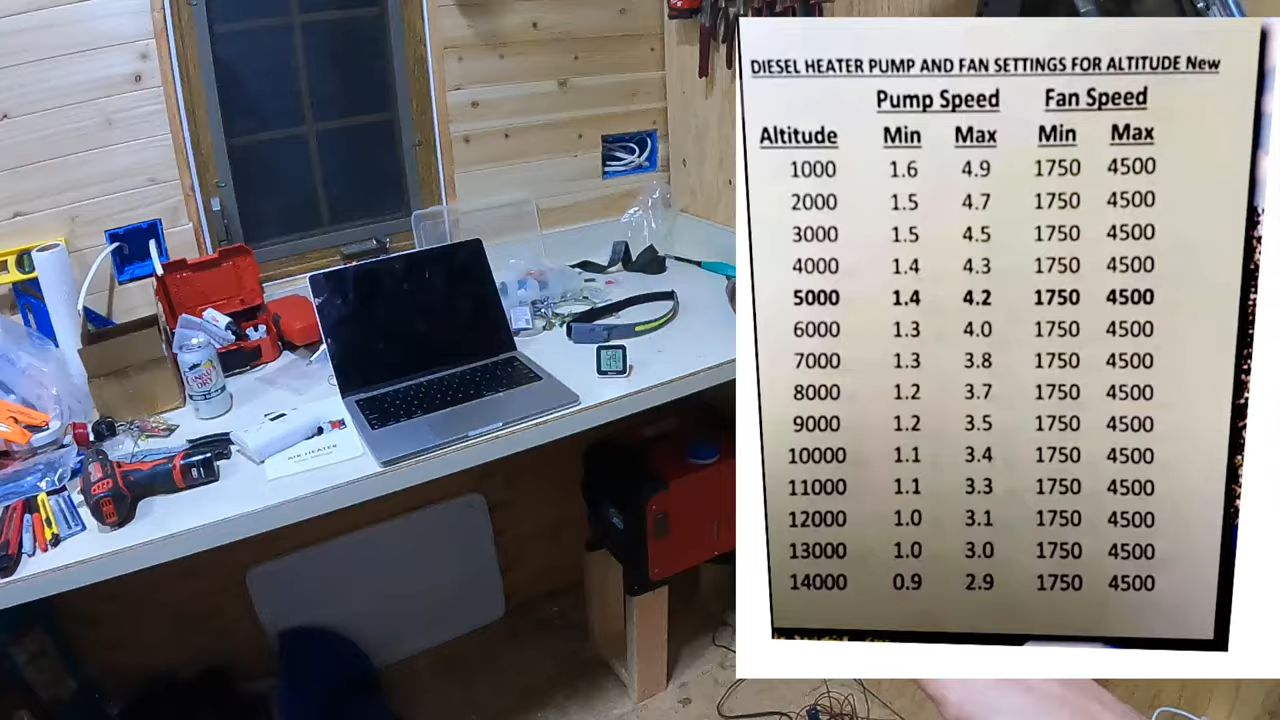 DIESEL HEATER PUMP AND FAN SETTINGS FOR ALTITUDE New
Pump Speed Fan Speed
Altitude Min Max Min Max
1000 1.6 4.9 1750 4500
2000 1.5 4.7 1750 4500
3000 1.5 4.5 1750 4500
4000 1.4 4.3 1750 4500
5000 1.4 4.2 1750 4500
6000 1.3 4.0 1750 4500
7000 1.3 3.8 1750 4500
8000 1.2 3.7 1750 4500
9000 1.2 3.5 1750 4500
10000 1.1 3.4 1750 4500
11000 1.1 3.3 1750 4500
12000 1.0 3.1 1750 4500
13000 1.0 3.0 1750 4500
14000 0.9 2.9 1750 4500
CANADA
DRY
AIR HEATER